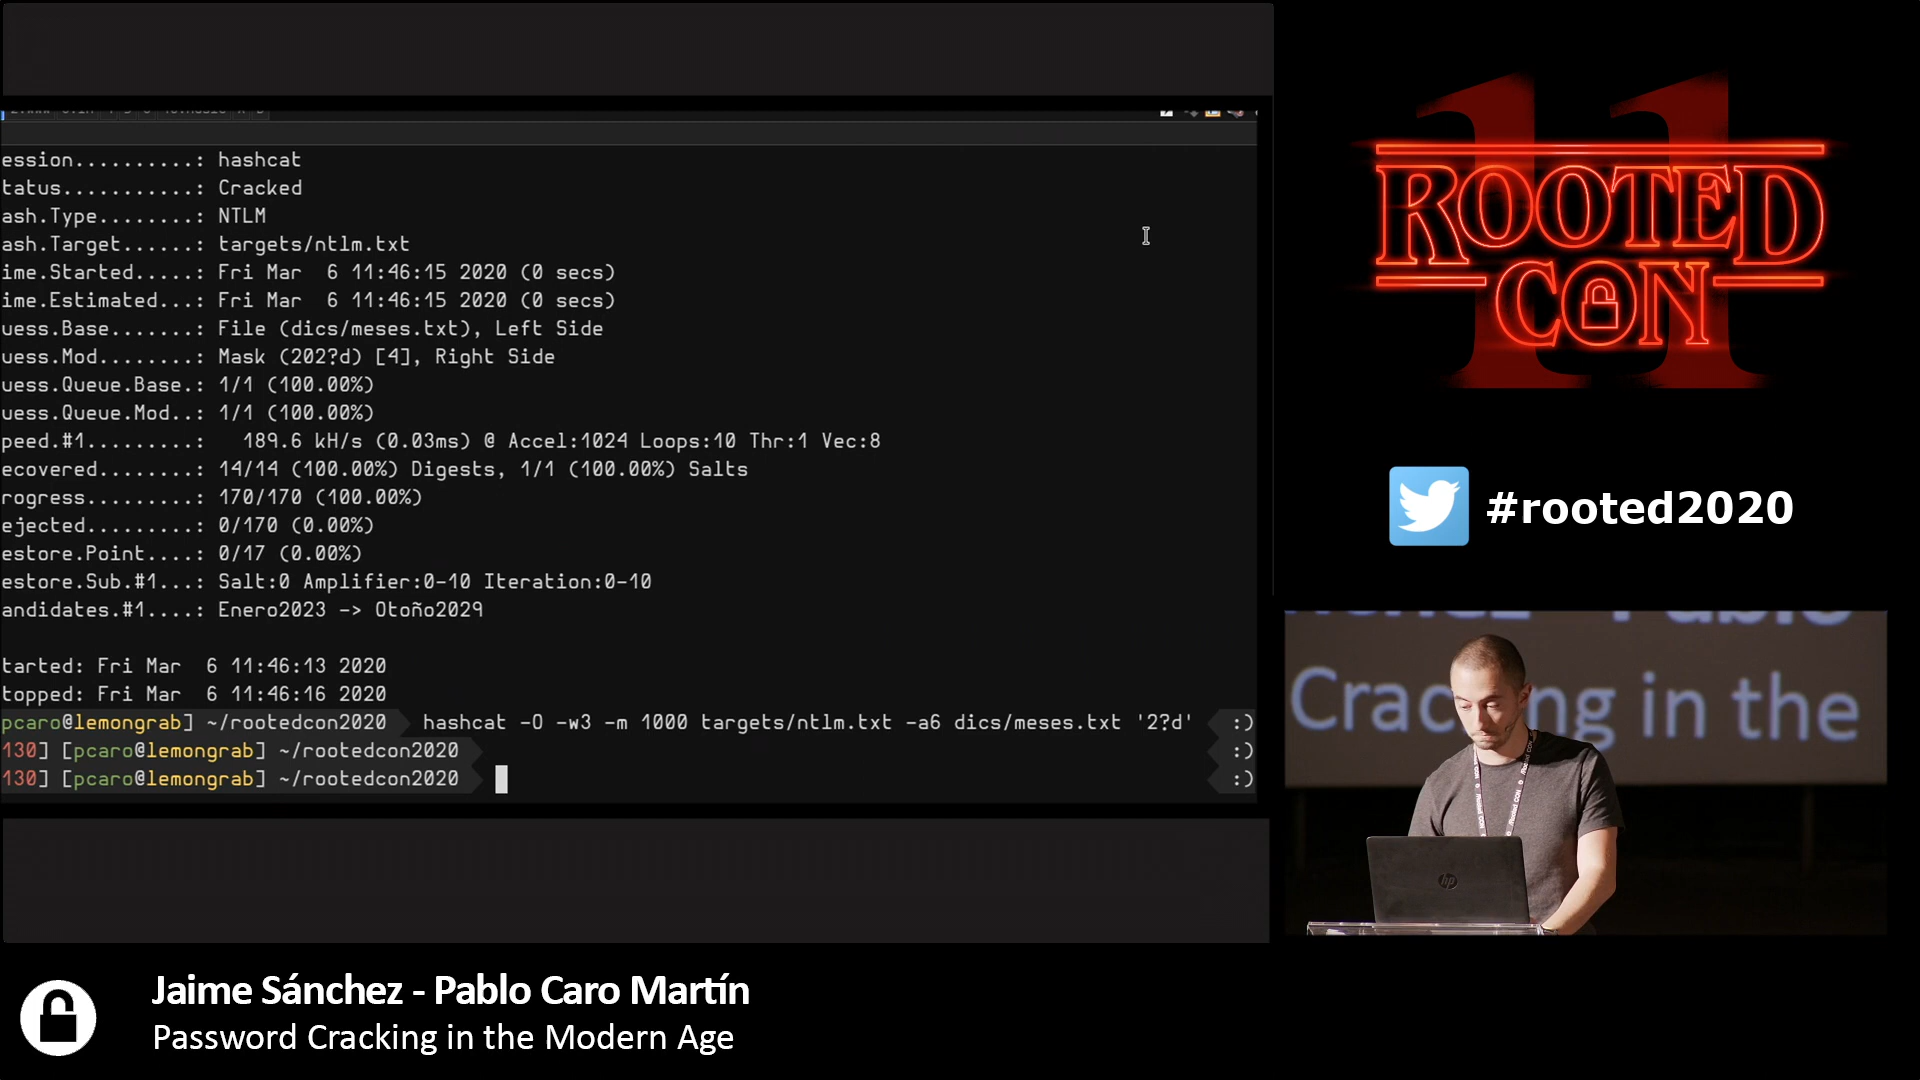 ession..........: hashcat
tatus...........: Cracked
ash.Type........: NTLM
ash.Target......: targets/ntlm.txt
ime.Started.....: Fri Mar  6 11:46:15 2020 (0 secs)
ime.Estimated...: Fri Mar  6 11:46:15 2020 (0 secs)
uess.Base.......: File (dics/meses.txt), Left Side
uess.Mod........: Mask (202?d) [4], Right Side
uess.Queue.Base.: 1/1 (100.00%)
uess.Queue.Mod..: 1/1 (100.00%)
peed.#1.........:   189.6 kH/s (0.03ms) @ Accel:1024 Loops:10 Thr:1 Vec:8
ecovered........: 14/14 (100.00%) Digests, 1/1 (100.00%) Salts
rogress.........: 170/170 (100.00%)
ejected.........: 0/170 (0.00%)
estore.Point....: 0/17 (0.00%)
estore.Sub.#1...: Salt:0 Amplifier:0-10 Iteration:0-10
andidates.#1....: Enero2023 -> Otoño2029
tarted: Fri Mar  6 11:46:13 2020
topped: Fri Mar  6 11:46:16 2020
pcaro@lemongrab] ~/rootedcon2020 hashcat -O -w3 -m 1000 targets/ntlm.txt -a6 dics/meses.txt '2?d' :)
130] [pcaro@lemongrab] ~/rootedcon2020 :)
130] [pcaro@lemongrab] ~/rootedcon2020 :)
11
ROOTED
CON
#rooted2020
Cracking in the
hp
Jaime Sánchez - Pablo Caro Martín
Password Cracking in the Modern Age